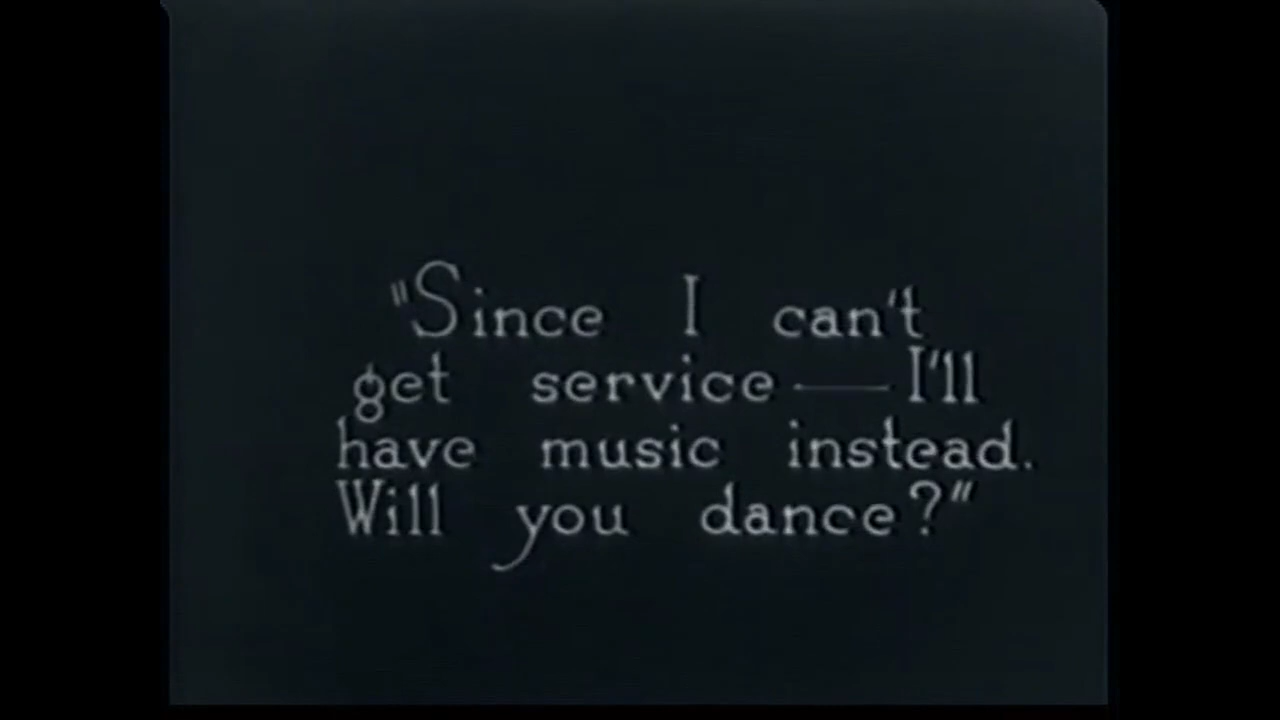 "Since I can't
get service — I'll
have music instead.
Will you dance?"